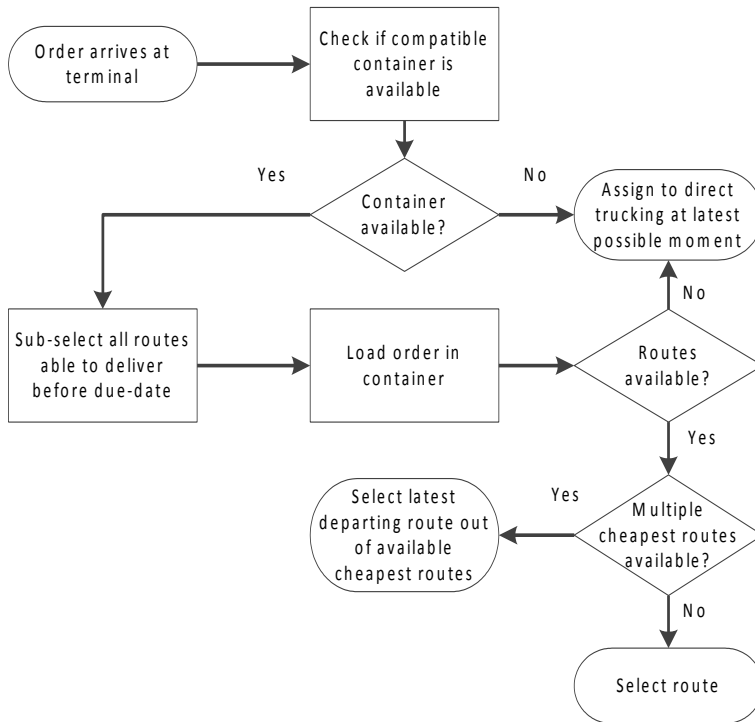 Order arrives at
terminal
Check if compatible
container is
available
Yes
No
Container
available?
Assign to direct
trucking at latest
possible moment
No
Sub-select all routes
able to deliver
before due-date
Load order in
container
Routes
available?
Yes
Yes
Select latest
departing route out
of available
cheapest routes
Multiple
cheapest routes
available?
No
Select route